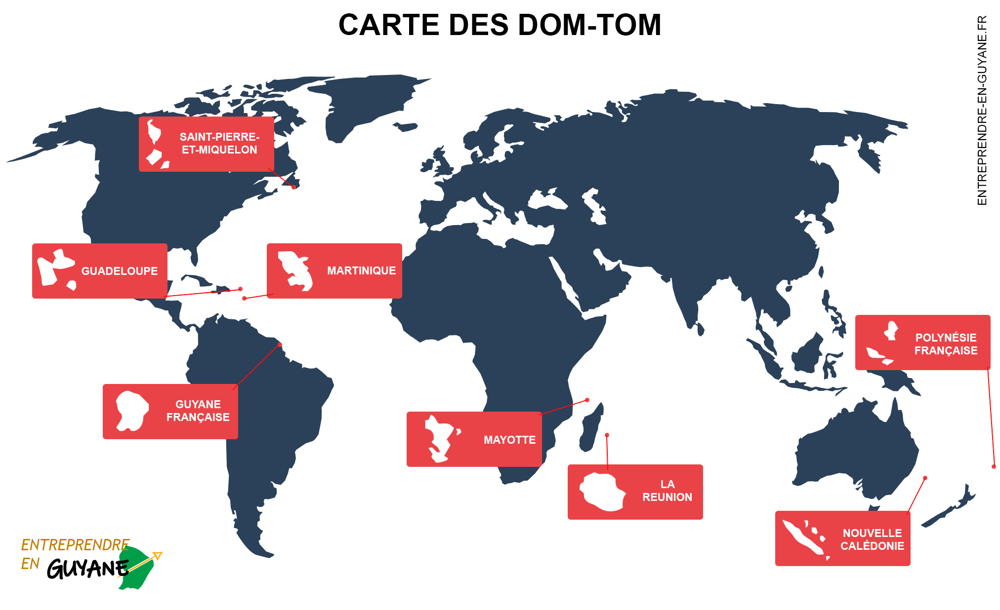 CARTE DES DOM-TOM
ENTREPRENDRE-EN-GUYANE.FR
SAINT-PIERRE-
ET-MIQUELON
GUADELOUPE
MARTINIQUE
POLYNÉSIE
FRANÇAISE
GUYANE
FRANÇAISE
MAYOTTE
LA
REUNION
NOUVELLE
CALÉDONIE
ENTREPRENDRE
EN GUYANE